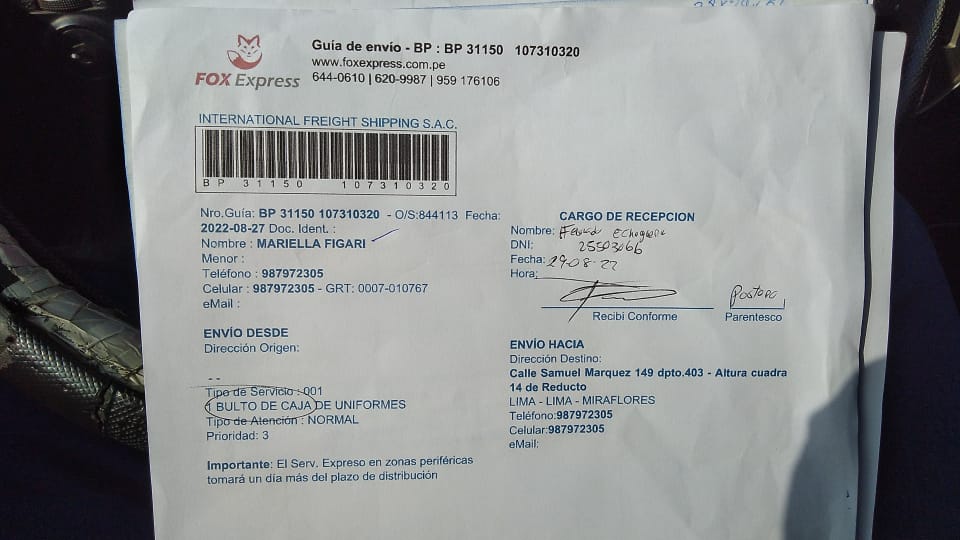 FOX Express
Guía de envío - BP : BP 31150 107310320
www.foxexpress.com.pe
644-0610 | 620-9987 | 959 176106
INTERNATIONAL FREIGHT SHIPPING S.A.C.
BP 31150 107310320
Nro.Guía: BP 31150 107310320 - O/S:844113 Fecha:
2022-08-27 Doc. Ident. :
Nombre : MARIELLA FIGARI
Menor :
Teléfono : 987972305
Celular : 987972305 - GRT: 0007-010767
eMail :
ENVÍO DESDE
Dirección Origen:
--
Tipo de Servicio : 001
1 BULTO DE CAJA DE UNIFORMES
Tipo de Atención : NORMAL
Prioridad: 3
Importante: El Serv. Expreso en zonas periféricas
tomará un día más del plazo de distribución
CARGO DE RECEPCION
Nombre:
DNI:
Fecha: 29-08-22
Hora:
Recibi Conforme
Parentesco
ENVÍO HACIA
Dirección Destino:
Calle Samuel Marquez 149 dpto.403 - Altura cuadra
14 de Reducto
LIMA - LIMA - MIRAFLORES
Teléfono:987972305
Celular:987972305
eMail: